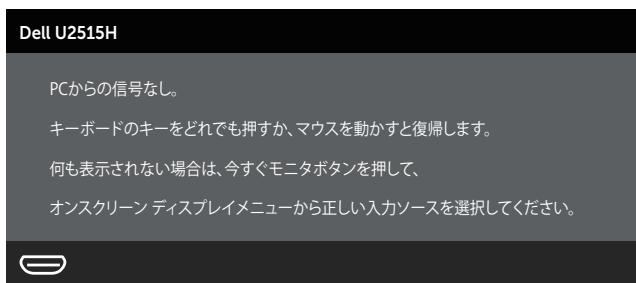 Dell U2515H
PCからの信号なし。
キーボードのキーをどれでも押すか、マウスを動かすと復帰します。
何も表示されない場合は、今すぐモニタボタンを押して、
オンスクリーン ディスプレイメニューから正しい入力ソースを選択してください。